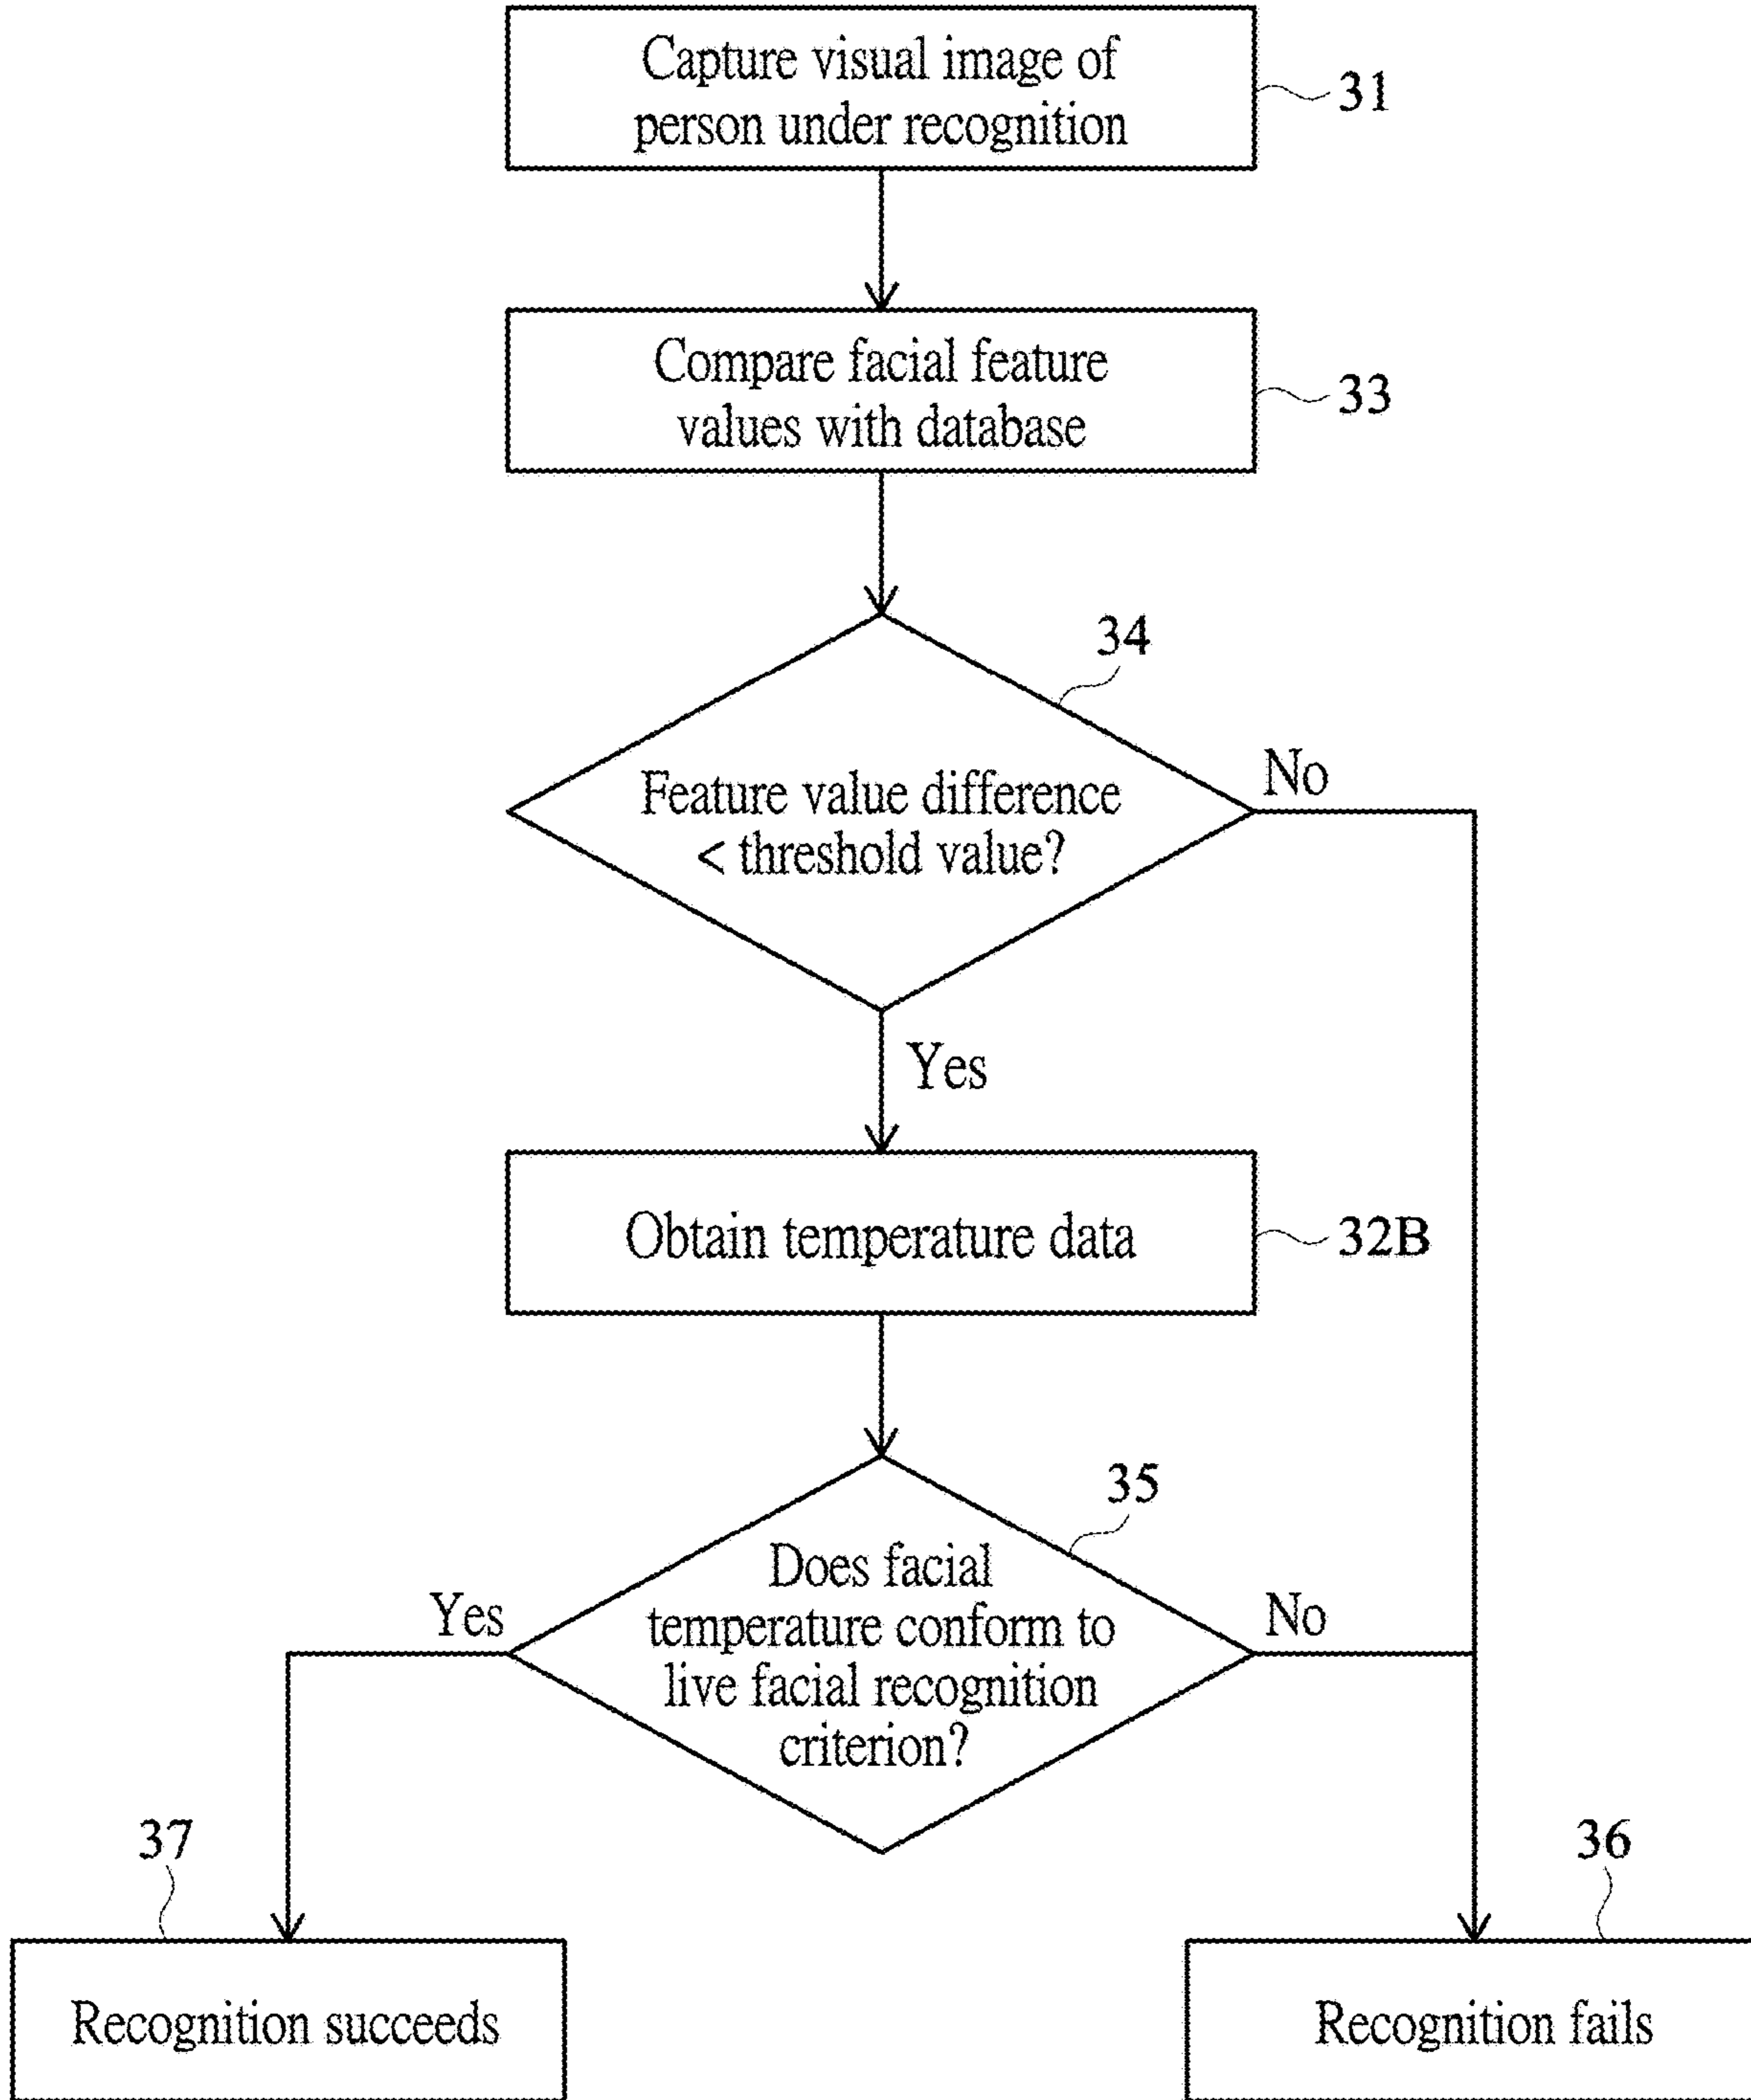 Capture visual image of
person under recognition
31
Compare facial feature
values with database
33
34
Feature value difference
< threshold value?
No
Yes
Obtain temperature data
32B
35
Does facial
temperature conform to
live facial recognition
criterion?
Yes
No
37
36
Recognition succeeds
Recognition fails